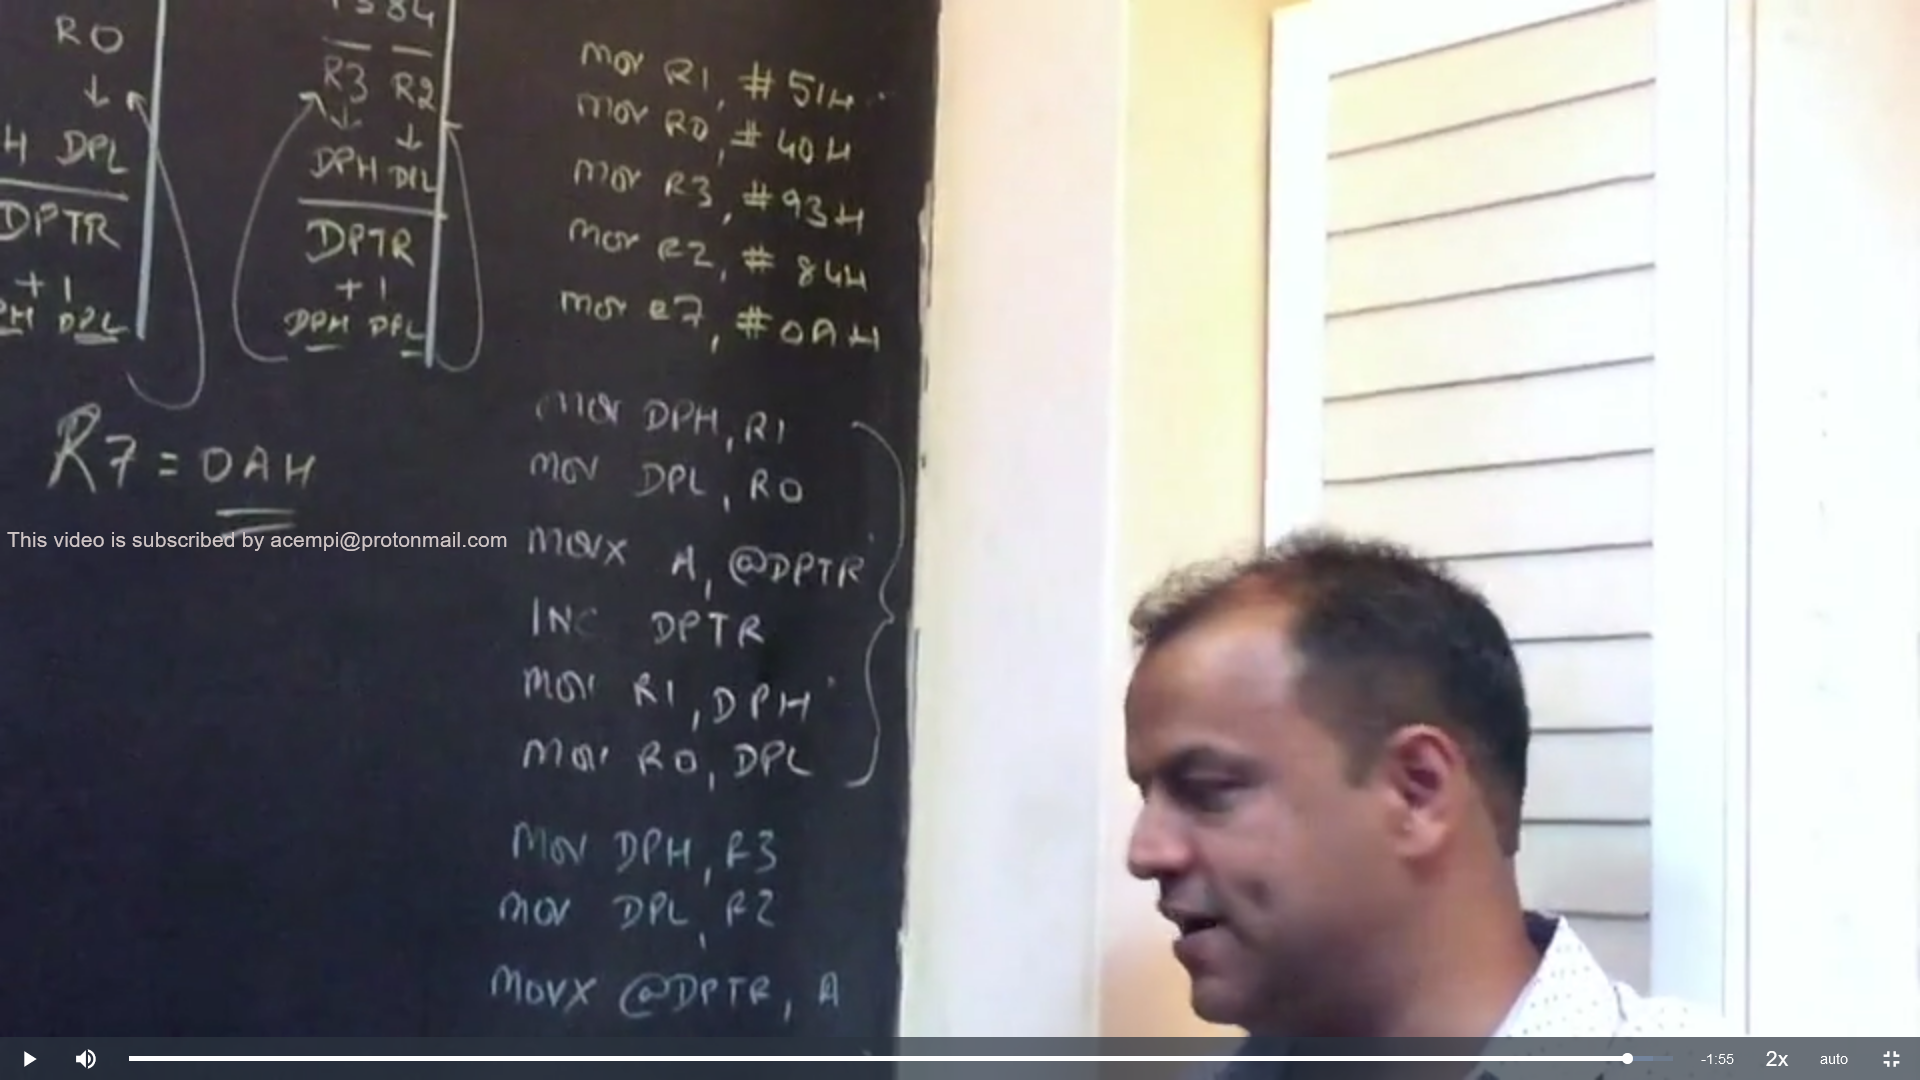 R0
↓
H DPL
DPTR
+1
PH DPL
R7 = 0AH
R3 R2
↓ ↓
DPH DPL
DPTR
+1
DPH DPL
Mov R1, #51H
Mov R0, #40H
Mov R3, #93H
Mov R2, #84H
Mov R7, #0AH
Mov DPH, R1
Mov DPL, R0
Movx A, @DPTR
INC DPTR
Mov R1, DPH
Mov R0, DPL
Mov DPH, R3
Mov DPL, R2
Movx @DPTR, A
This video is subscribed by acempi@protonmail.com
-1:55
2x
auto